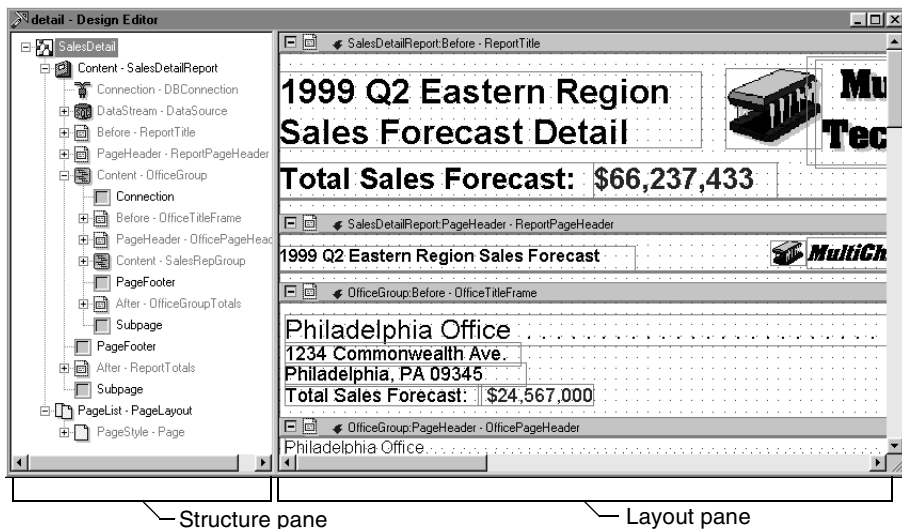 detail - Design Editor
SalesDetail
Content - SalesDetailReport
Connection - DBConnection
DataStream - DataSource
Before - ReportTitle
PageHeader - ReportPageHeader
Content - OfficeGroup
Connection
Before - OfficeTitleFrame
PageHeader - OfficePageHead
Content - SalesRepGroup
PageFooter
After - OfficeGroupTotals
Subpage
PageFooter
After - ReportTotals
Subpage
PageList - PageLayout
PageStyle - Page
SalesDetailReport:Before - ReportTitle
1999 Q2 Eastern Region
Sales Forecast Detail
Mu
Tec
Total Sales Forecast: $66,237,433
SalesDetailReport:PageHeader - ReportPageHeader
1999 Q2 Eastern Region Sales Forecast
MultiCh
OfficeGroup:Before - OfficeTitleFrame
Philadelphia Office
1234 Commonwealth Ave.
Philadelphia, PA 09345
Total Sales Forecast: $24,567,000
OfficeGroup:PageHeader - OfficePageHeader
Philadelphia Office
Structure pane
Layout pane